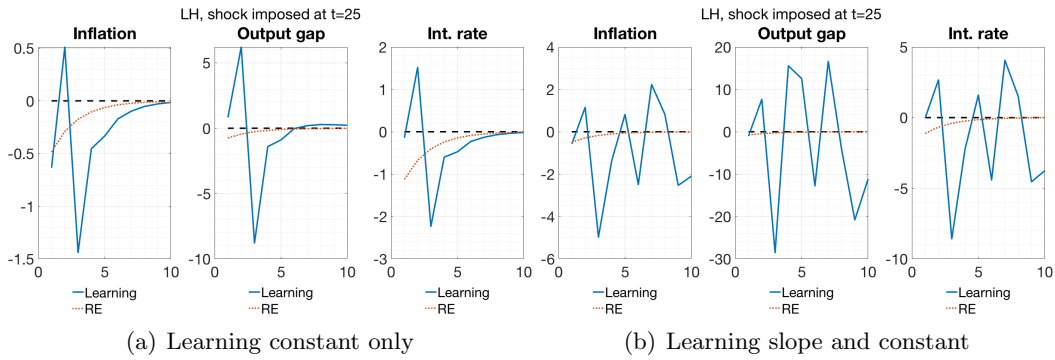 LH, shock imposed at t=25
Inflation
0.5
0
-0.5
-1
-1.5
0 5 10
Learning
RE
Output gap
5
0
-5
-10
0 5 10
Learning
RE
Int. rate
2
1
0
-1
-2
-3
0 5 10
Learning
RE
(a) Learning constant only
LH, shock imposed at t=25
Inflation
4
2
0
-2
-4
-6
0 5 10
Learning
RE
Output gap
20
10
0
-10
-20
-30
0 5 10
Learning
RE
Int. rate
5
0
-5
-10
0 5 10
Learning
RE
(b) Learning slope and constant